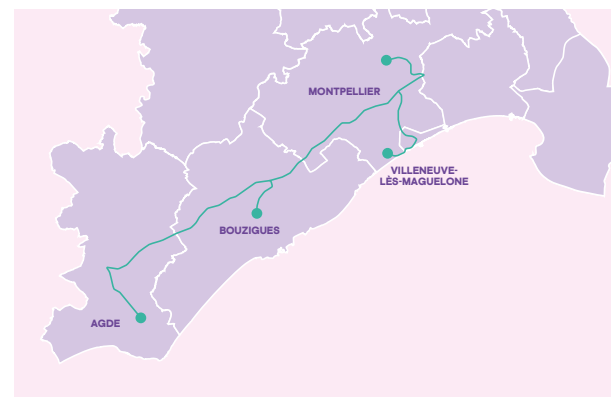 MONTPELLIER
VILLENEUVE-
LÈS-MAGUELONE
BOUZIGUES
AGDE